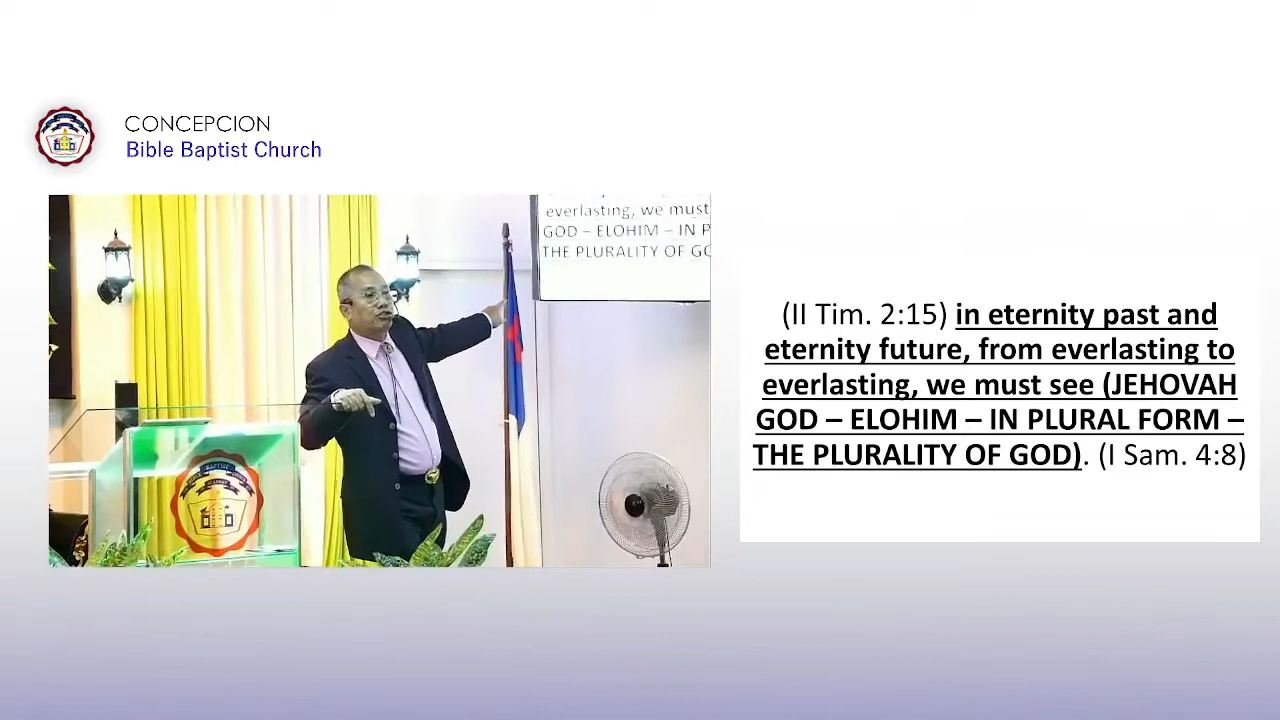 CONCEPCION
Bible Baptist Church
everlasting, we must
GOD – ELOHIM – IN P
THE PLURALITY OF GO
(II Tim. 2:15) in eternity past and
eternity future, from everlasting to
everlasting, we must see (JEHOVAH
GOD – ELOHIM – IN PLURAL FORM –
THE PLURALITY OF GOD). (I Sam. 4:8)